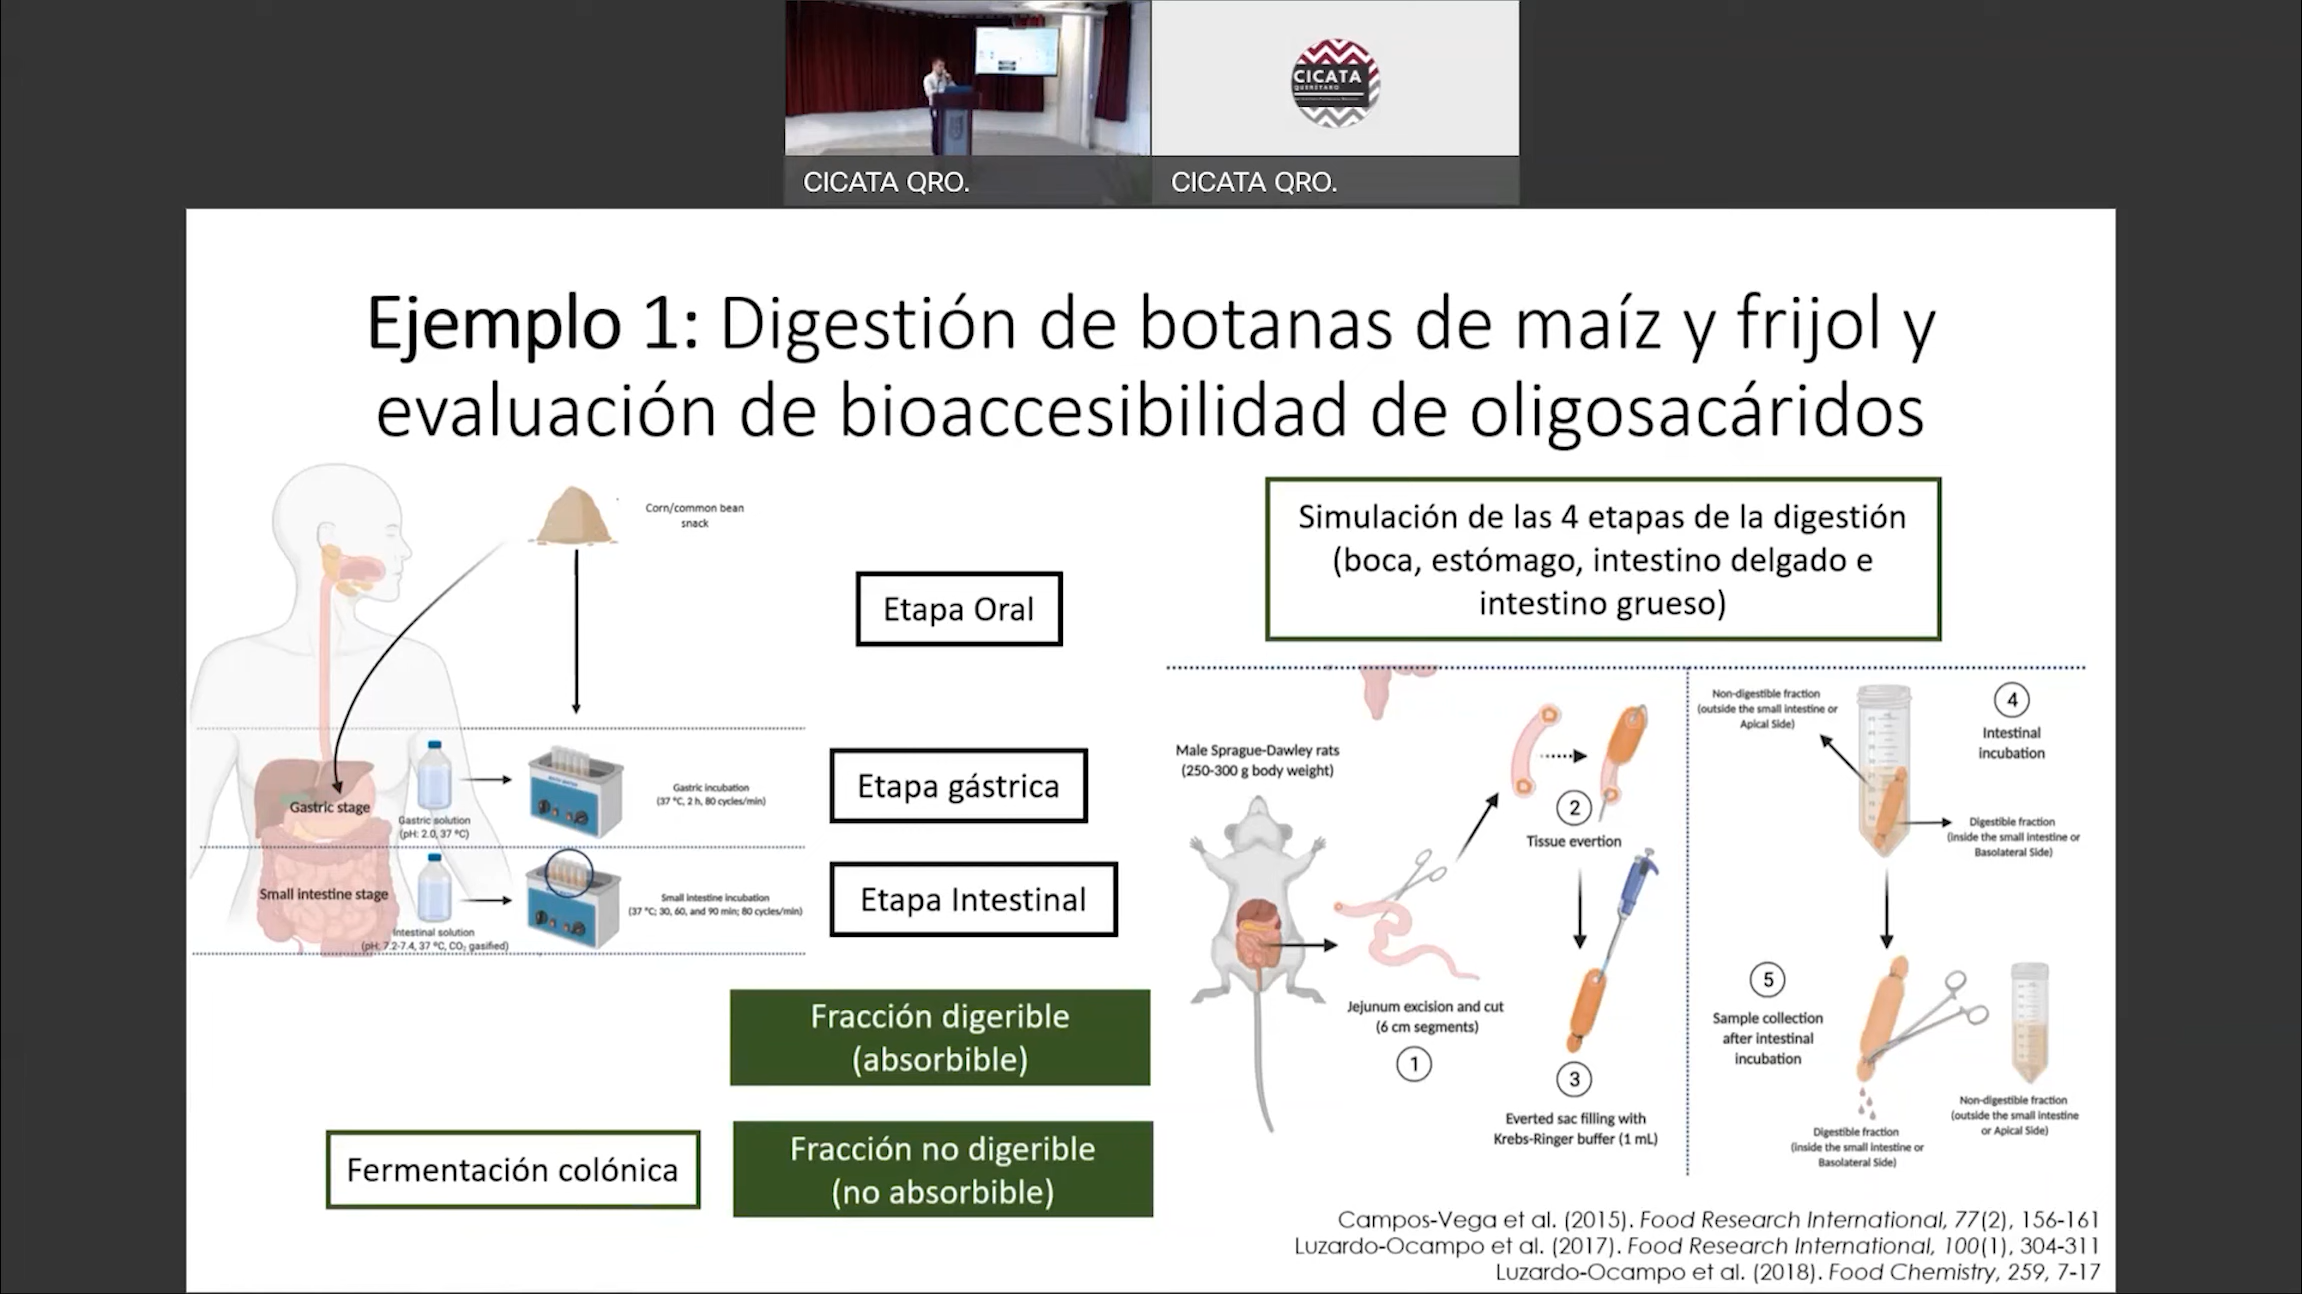 CICATA
QUERÉTARO
CICATA QRO.
CICATA QRO.
Ejemplo 1: Digestión de botanas de maíz y frijol y
evaluación de bioaccesibilidad de oligosacáridos
Corn/common bean
snack
Etapa Oral
Gastric stage
Gastric solution
(pH: 2.0, 37 ºC)
Gastric incubation
(37 ºC, 2 h, 80 cycles/min)
Etapa gástrica
Small intestine stage
Intestinal solution
(pH: 7.2-7.4, 37 ºC, CO₂ gasified)
Small intestine incubation
(37 ºC; 30, 60, and 90 min; 80 cycles/min)
Etapa Intestinal
Fracción digerible
(absorbible)
Fermentación colónica
Fracción no digerible
(no absorbible)
Simulación de las 4 etapas de la digestión
(boca, estómago, intestino delgado e
intestino grueso)
Male Sprague-Dawley rats
(250-300 g body weight)
Jejunum excision and cut
(6 cm segments)
1
2
Tissue evertion
3
Everted sac filling with
Krebs-Ringer buffer (1 mL)
Non-digestible fraction
(outside the small intestine or
Apical Side)
4
Intestinal
incubation
Digestible fraction
(inside the small intestine or
Basolateral Side)
5
Sample collection
after intestinal
incubation
Digestible fraction
(inside the small intestine or
Basolateral Side)
Non-digestible fraction
(outside the small intestine
or Apical Side)
Campos-Vega et al. (2015). Food Research International, 77(2), 156-161
Luzardo-Ocampo et al. (2017). Food Research International, 100(1), 304-311
Luzardo-Ocampo et al. (2018). Food Chemistry, 259, 7-17